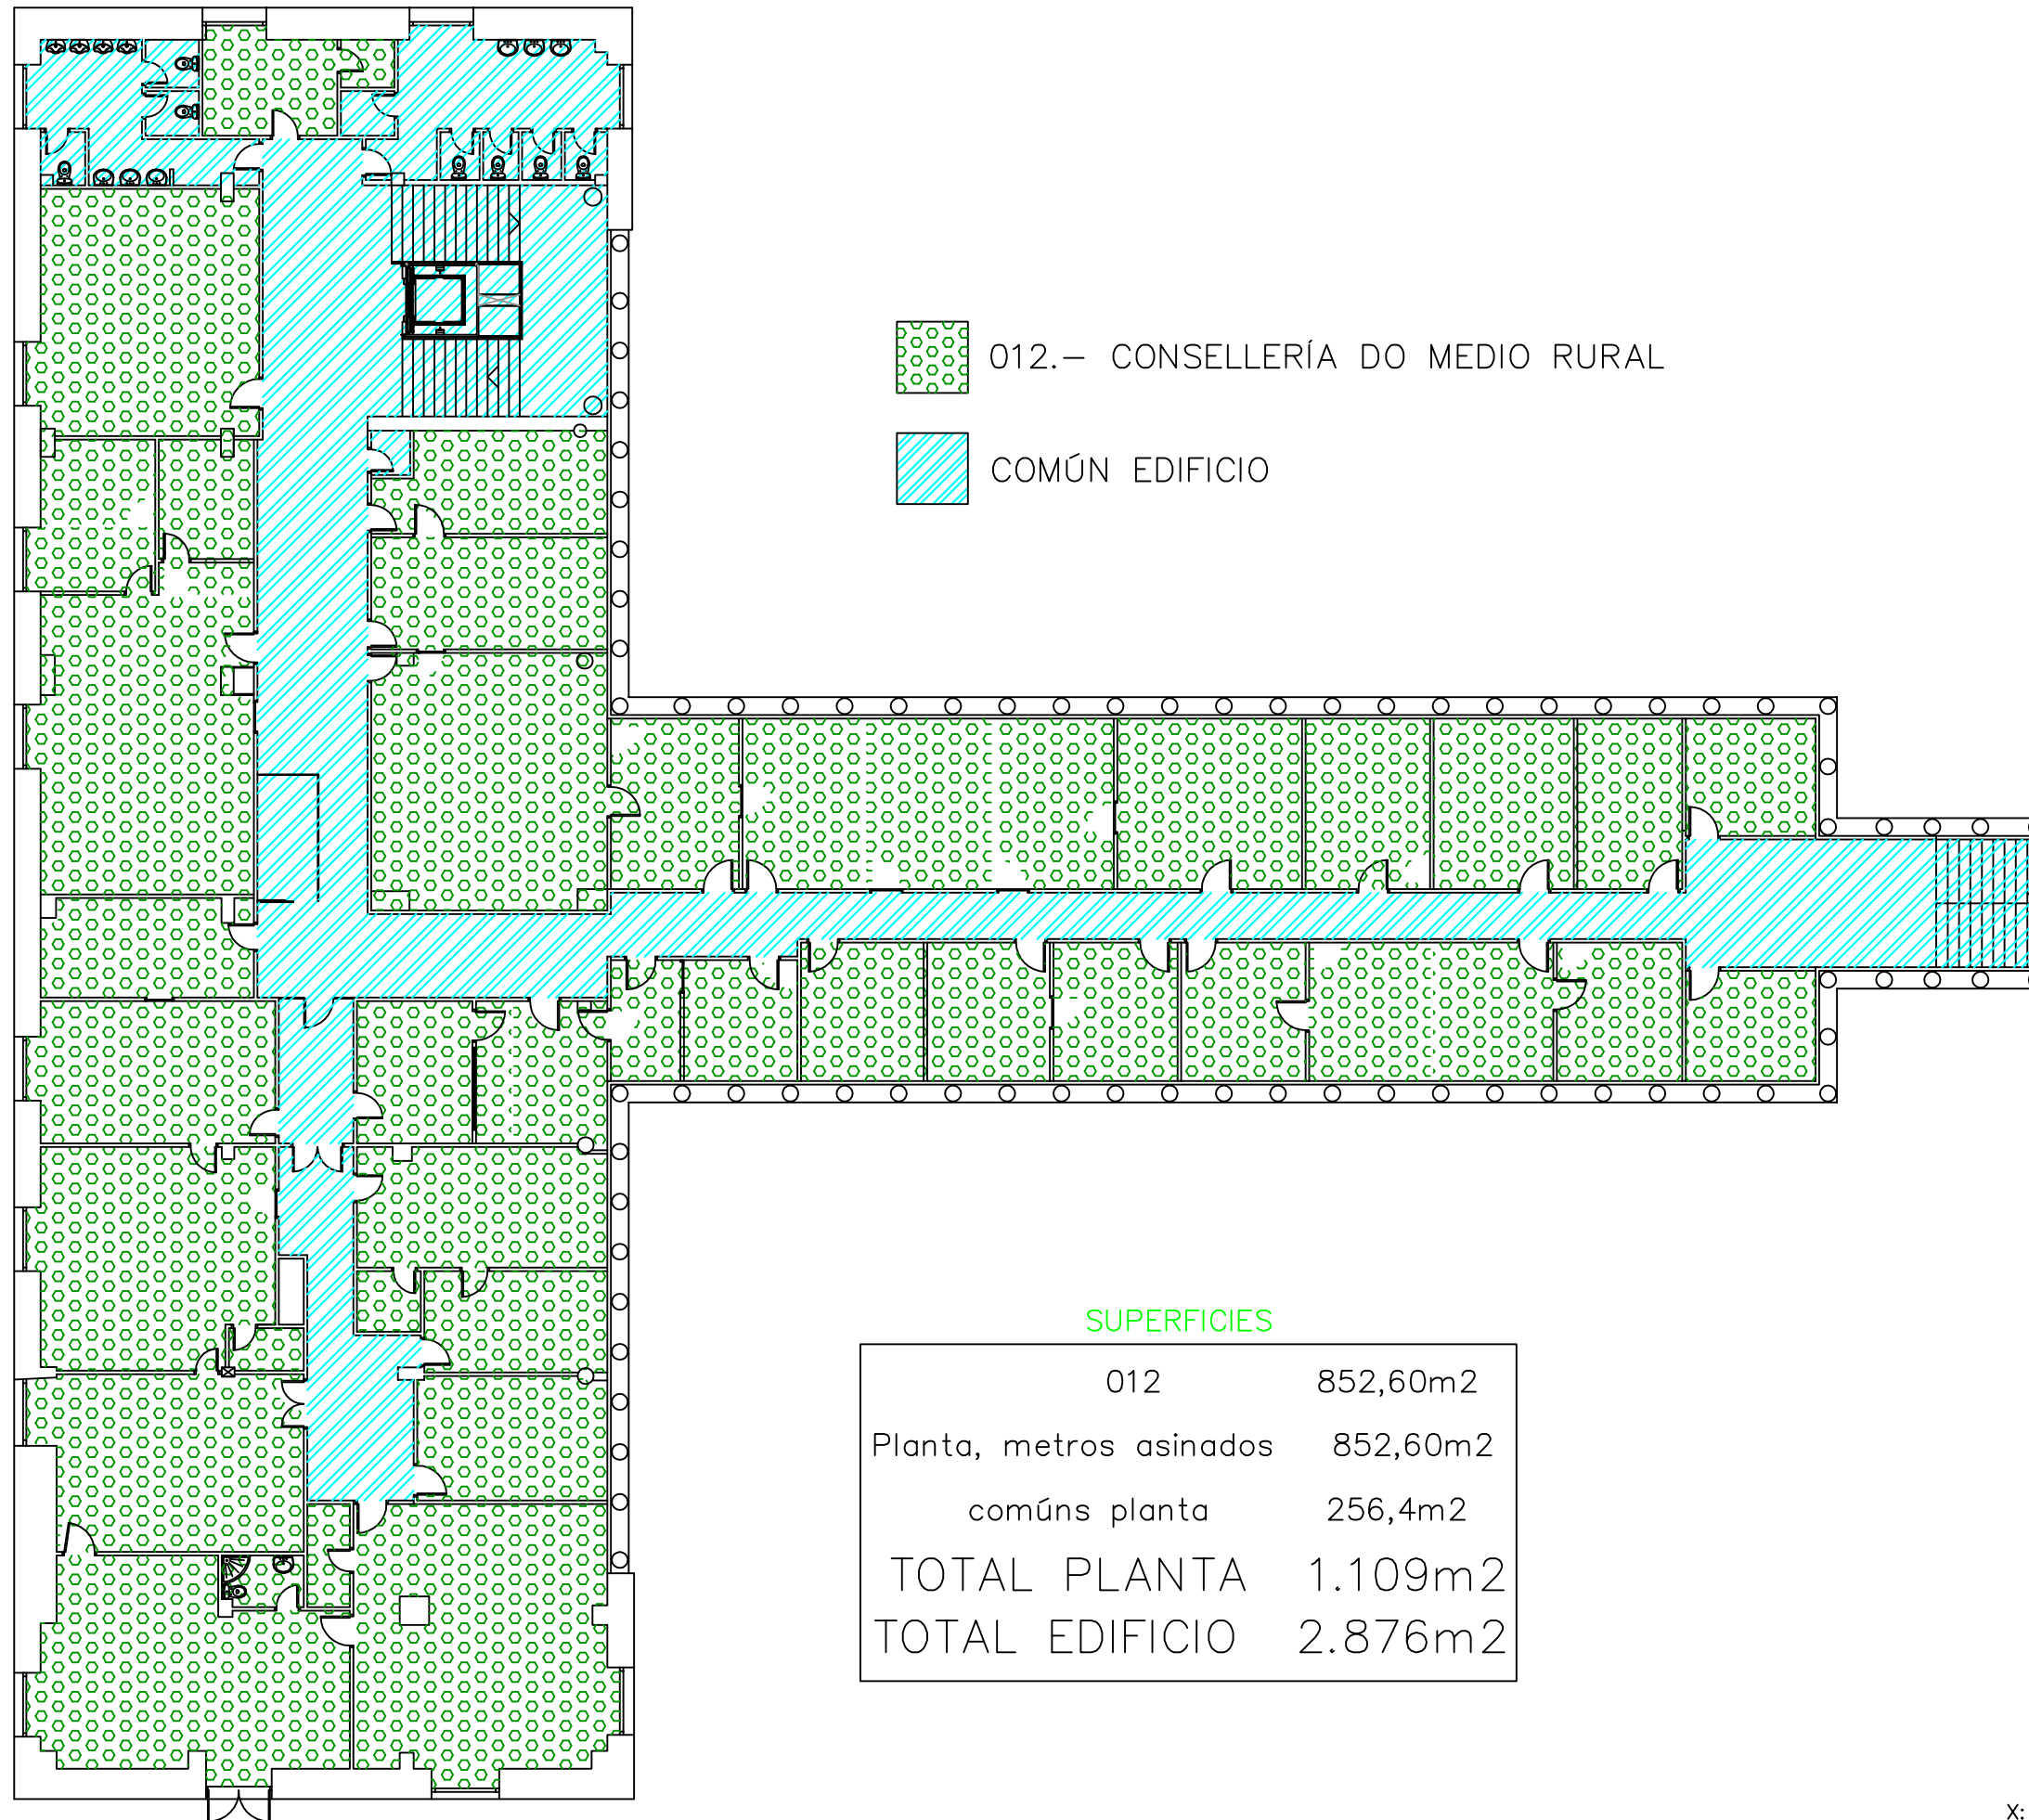 012.- CONSELLERÍA DO MEDIO RURAL
COMÚN EDIFICIO
SUPERFICIES
012 852,60m2
Planta, metros asinados 852,60m2
comúns planta 256,4m2
TOTAL PLANTA 1.109m2
TOTAL EDIFICIO 2.876m2
X: